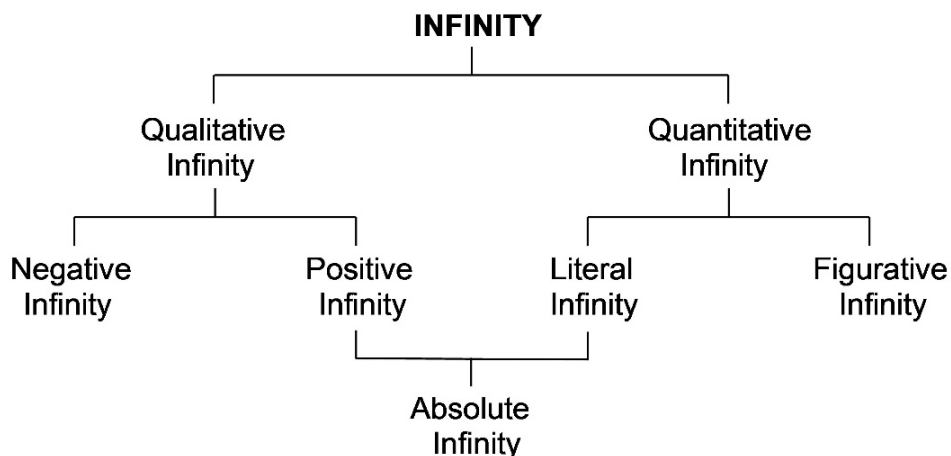 INFINITY
Qualitative
Infinity
Quantitative
Infinity
Negative
Infinity
Positive
Infinity
Literal
Infinity
Figurative
Infinity
Absolute
Infinity